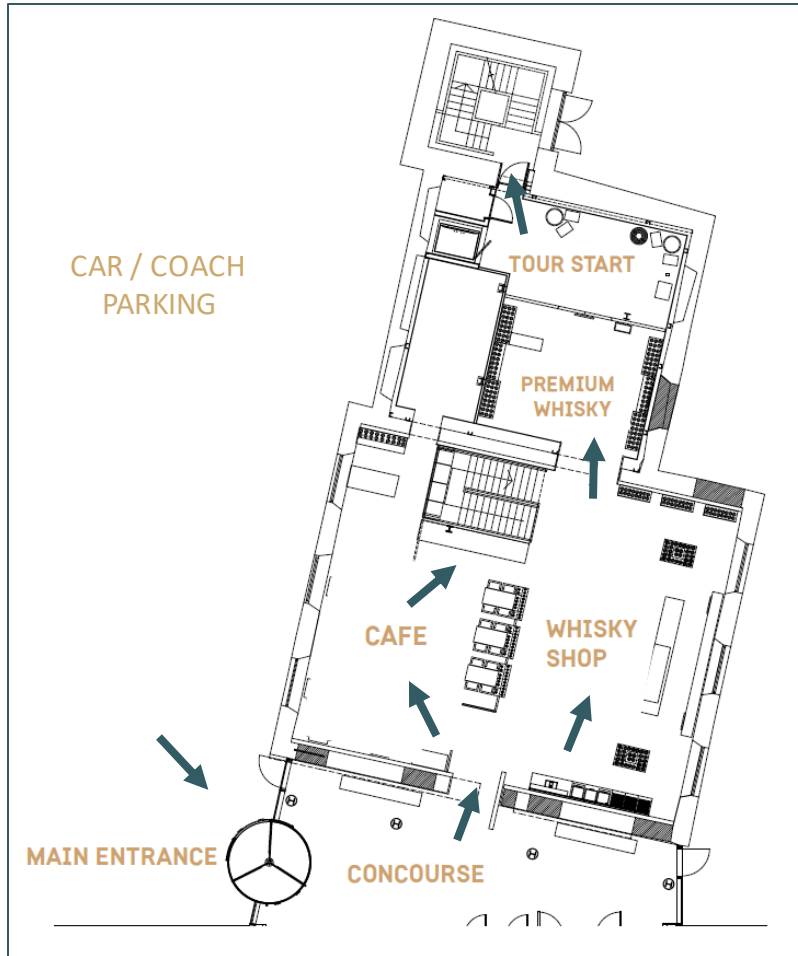 TOUR START
CAR / COACH
PARKING
PREMIUM
WHISKY
CAFE
WHISKY
SHOP
MAIN ENTRANCE
CONCOURSE